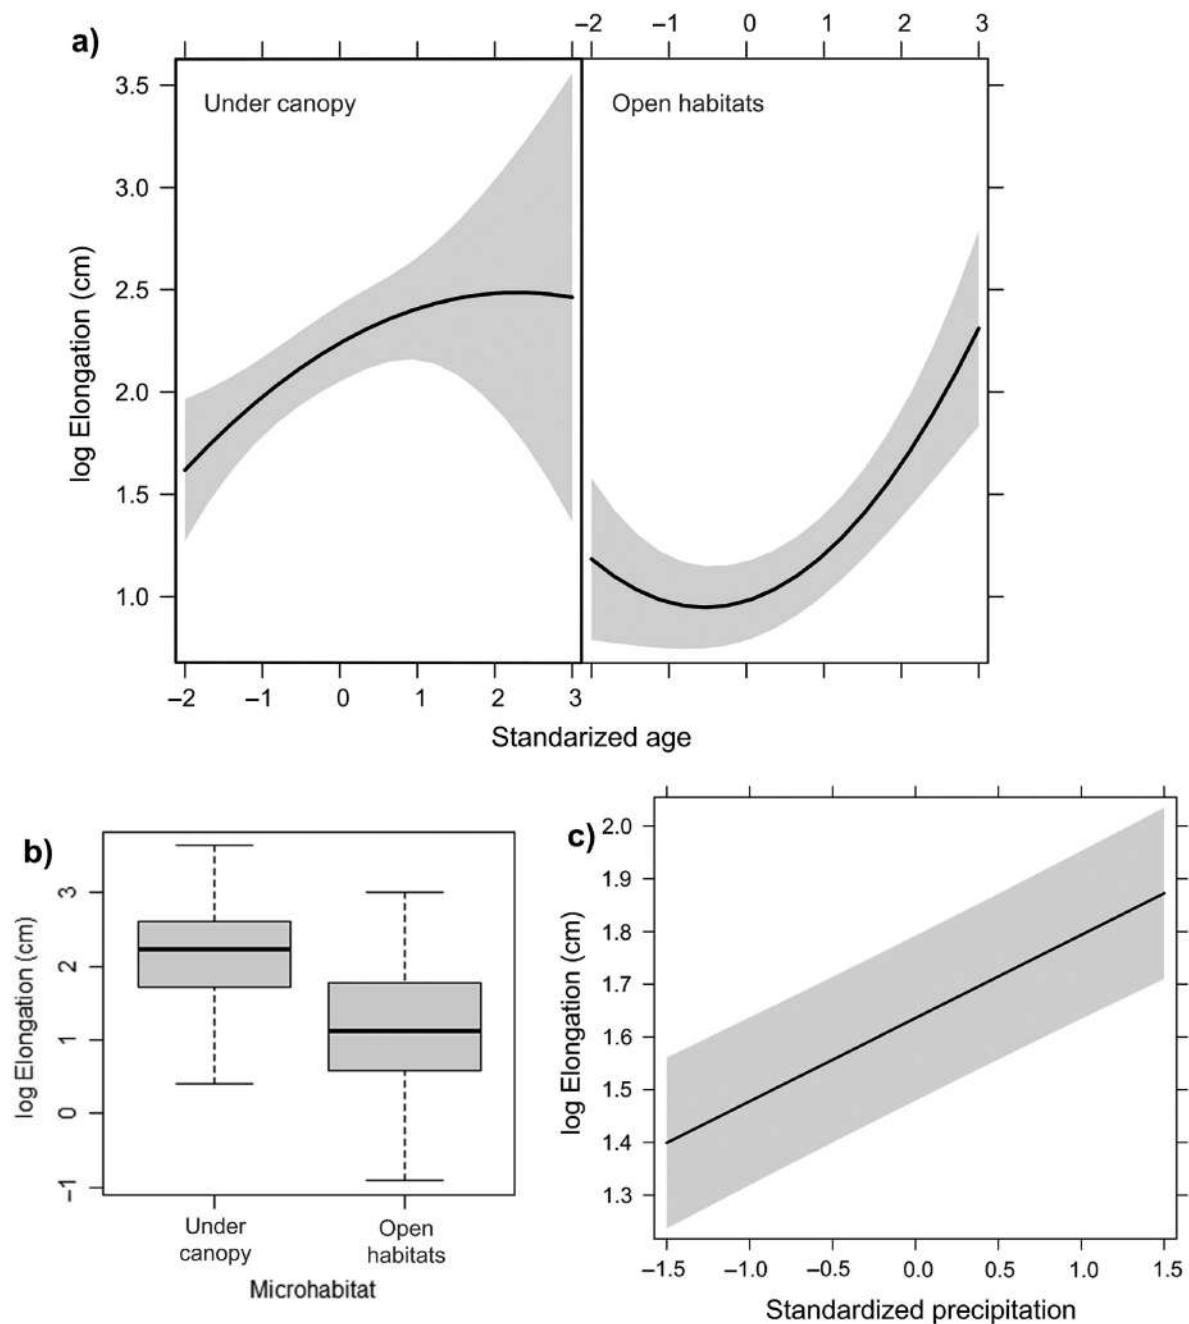 a)
–2 –1 0 1 2 3
Under canopy
Open habitats
3.5
3.0
2.5
2.0
1.5
1.0
log Elongation (cm)
–2 –1 0 1 2 3
Standarized age
b)
3
2
1
0
–1
log Elongation (cm)
Under
canopy
Open
habitats
Microhabitat
c)
2.0
1.9
1.8
1.7
1.6
1.5
1.4
1.3
log Elongation (cm)
–1.5 –1.0 –0.5 0.0 0.5 1.0 1.5
Standardized precipitation